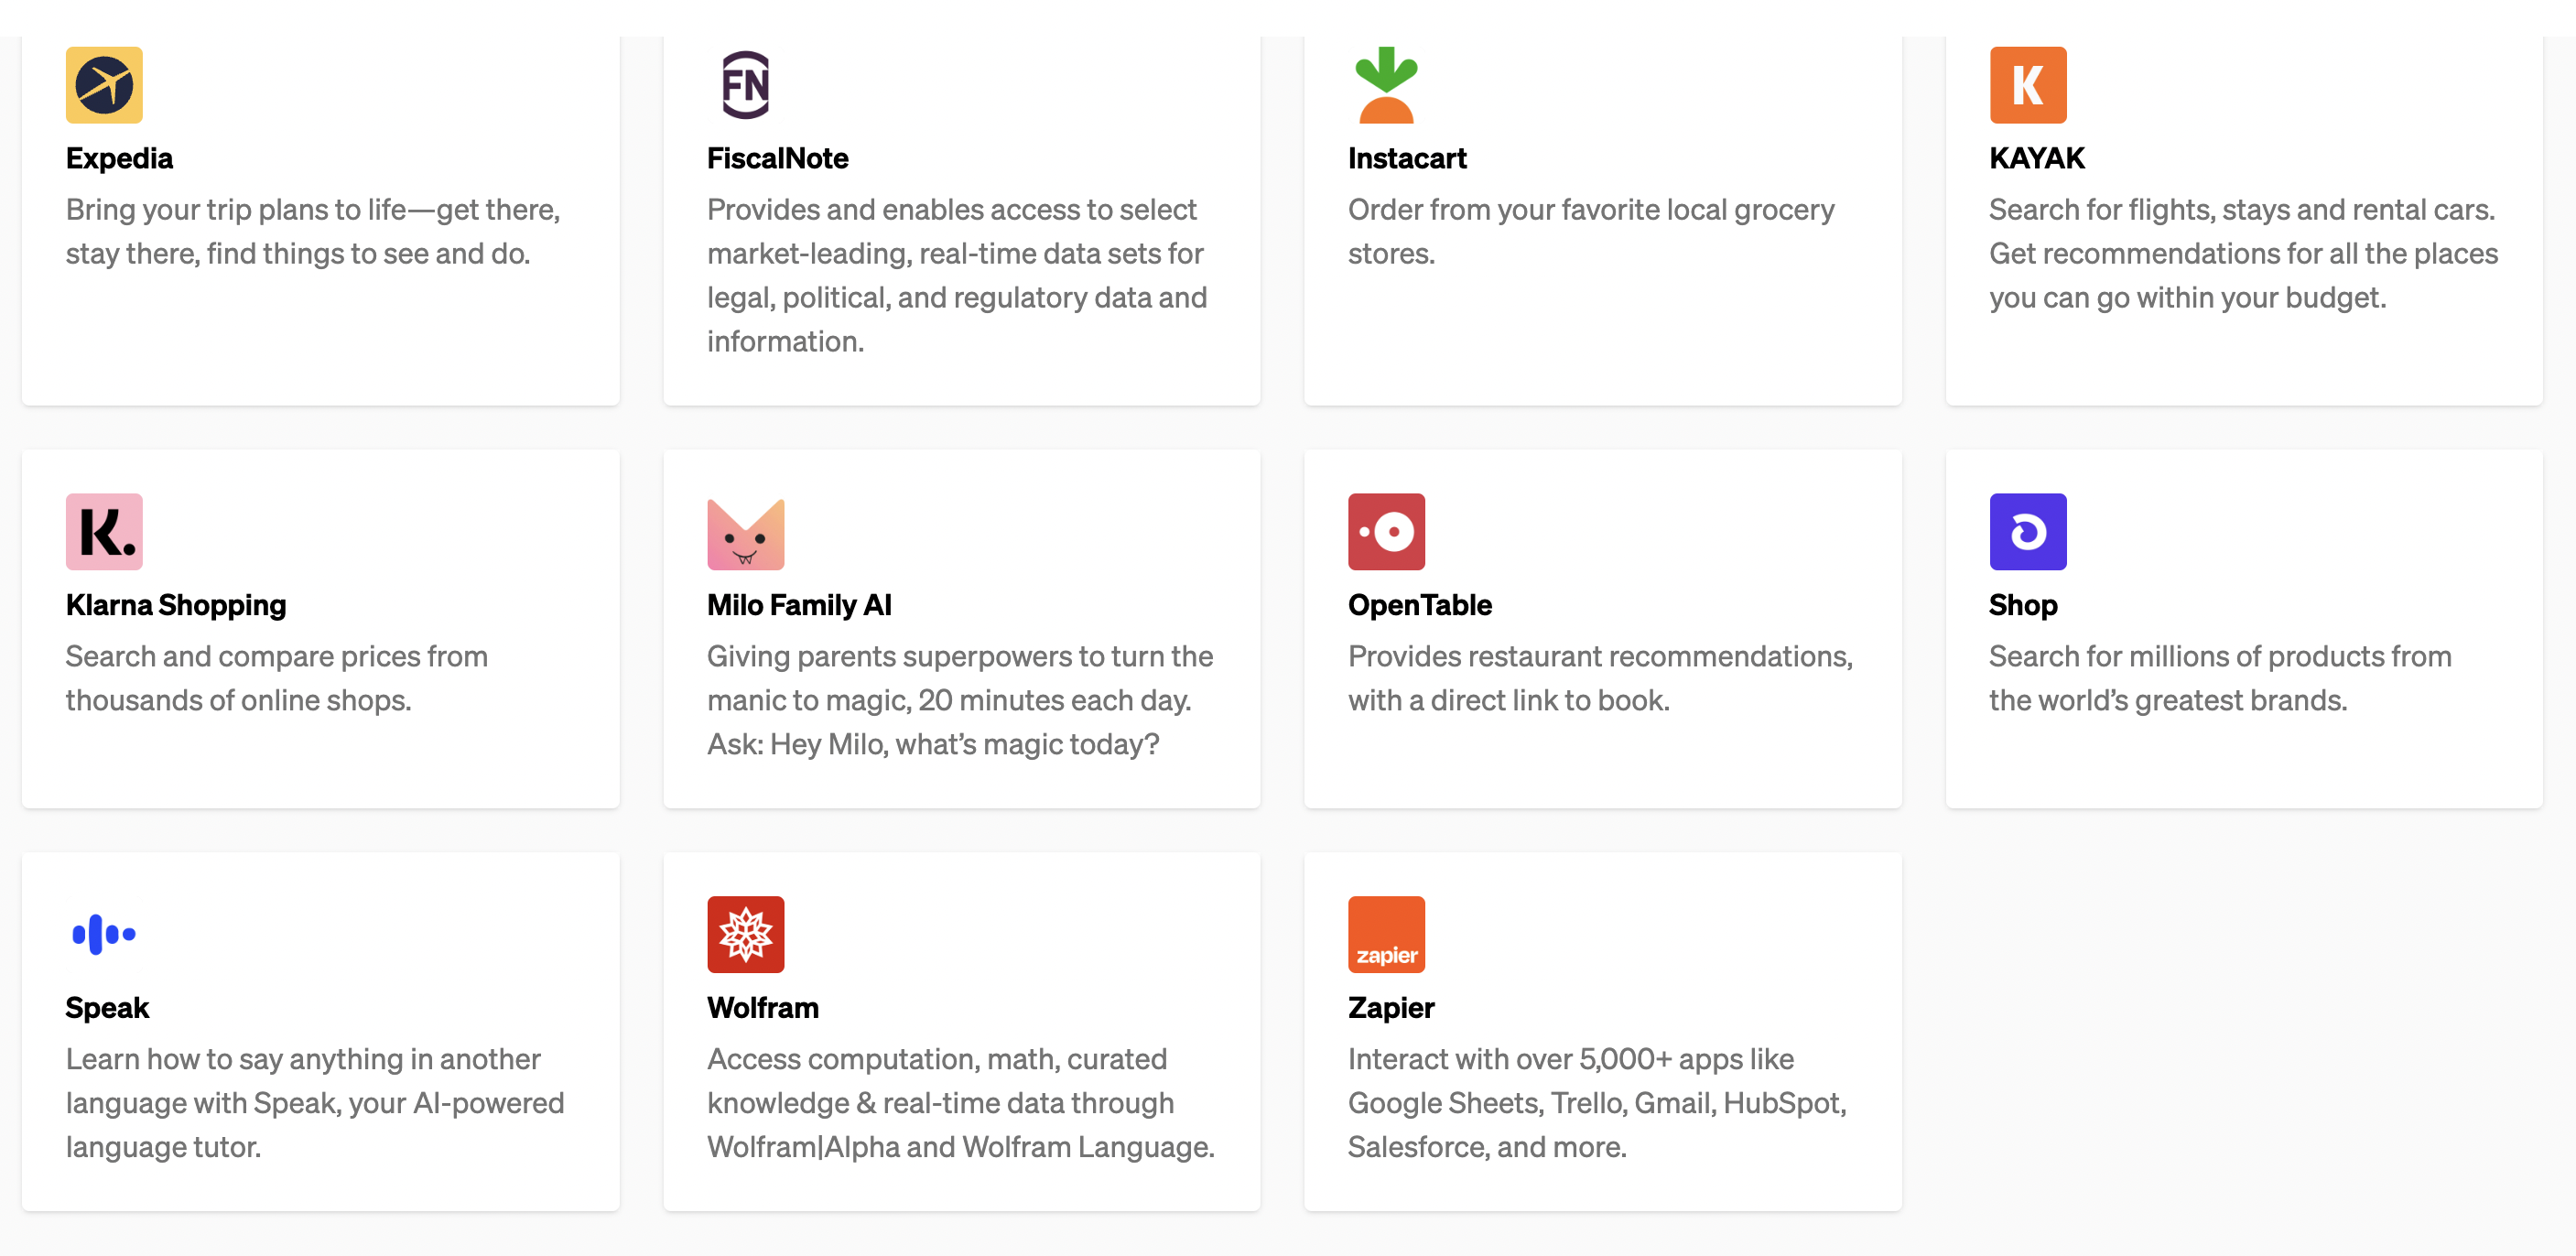 FN
Expedia
Bring your trip plans to life—get there,
stay there, find things to see and do.
FiscalNote
Provides and enables access to select
market-leading, real-time data sets for
legal, political, and regulatory data and
information.
Instacart
Order from your favorite local grocery
stores.
K
KAYAK
Search for flights, stays and rental cars.
Get recommendations for all the places
you can go within your budget.
K.
Klarna Shopping
Search and compare prices from
thousands of online shops.
Milo Family AI
Giving parents superpowers to turn the
manic to magic, 20 minutes each day.
Ask: Hey Milo, what’s magic today?
OpenTable
Provides restaurant recommendations,
with a direct link to book.
Shop
Search for millions of products from
the world’s greatest brands.
Speak
Learn how to say anything in another
language with Speak, your AI-powered
language tutor.
Wolfram
Access computation, math, curated
knowledge & real-time data through
Wolfram|Alpha and Wolfram Language.
zapier
Zapier
Interact with over 5,000+ apps like
Google Sheets, Trello, Gmail, HubSpot,
Salesforce, and more.